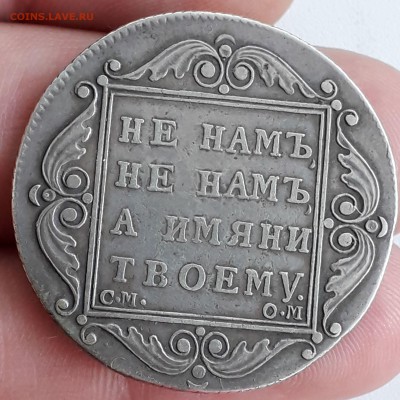 COINS.LAVE.RU
НЕ НАМЪ,
НЕ НАМЪ,
А ИМЯНИ
ТВОЕМУ.
С.М. О.М